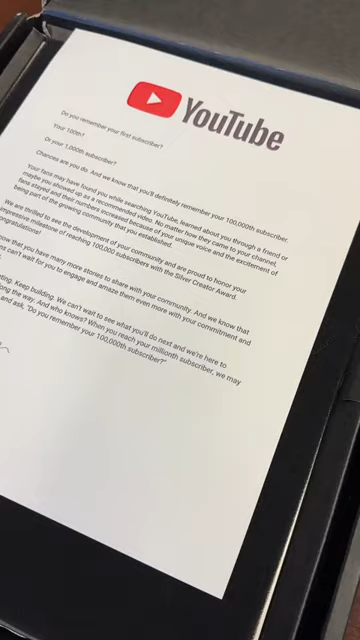 YouTube
Do you remember your first subscriber?
Your 100th?
Or your 1,000th subscriber?
Chances are you do. And we know that you'll definitely remember your 100,000th subscriber.
Your fans may have found you while searching YouTube, learned about you through a friend or
maybe you showed up as a recommended video. No matter how they came to your channel,
fans stayed and their numbers increased because of your unique voice and the excitement of
being part of the growing community that you established.
We are thrilled to see the development of your community and are proud to honor your
impressive milestone of reaching 100,000 subscribers with the Silver Creator Award.
ongratulations!
now that you have many more stories to share with your community. And we know that
ns can't wait for you to engage and amaze them even more with your commitment and
ting. Keep building. We can't wait to see what you'll do next and we're here to
ong the way. And who knows? When you reach your millionth subscriber, we may
and ask, "Do you remember your 100,000th subscriber?"